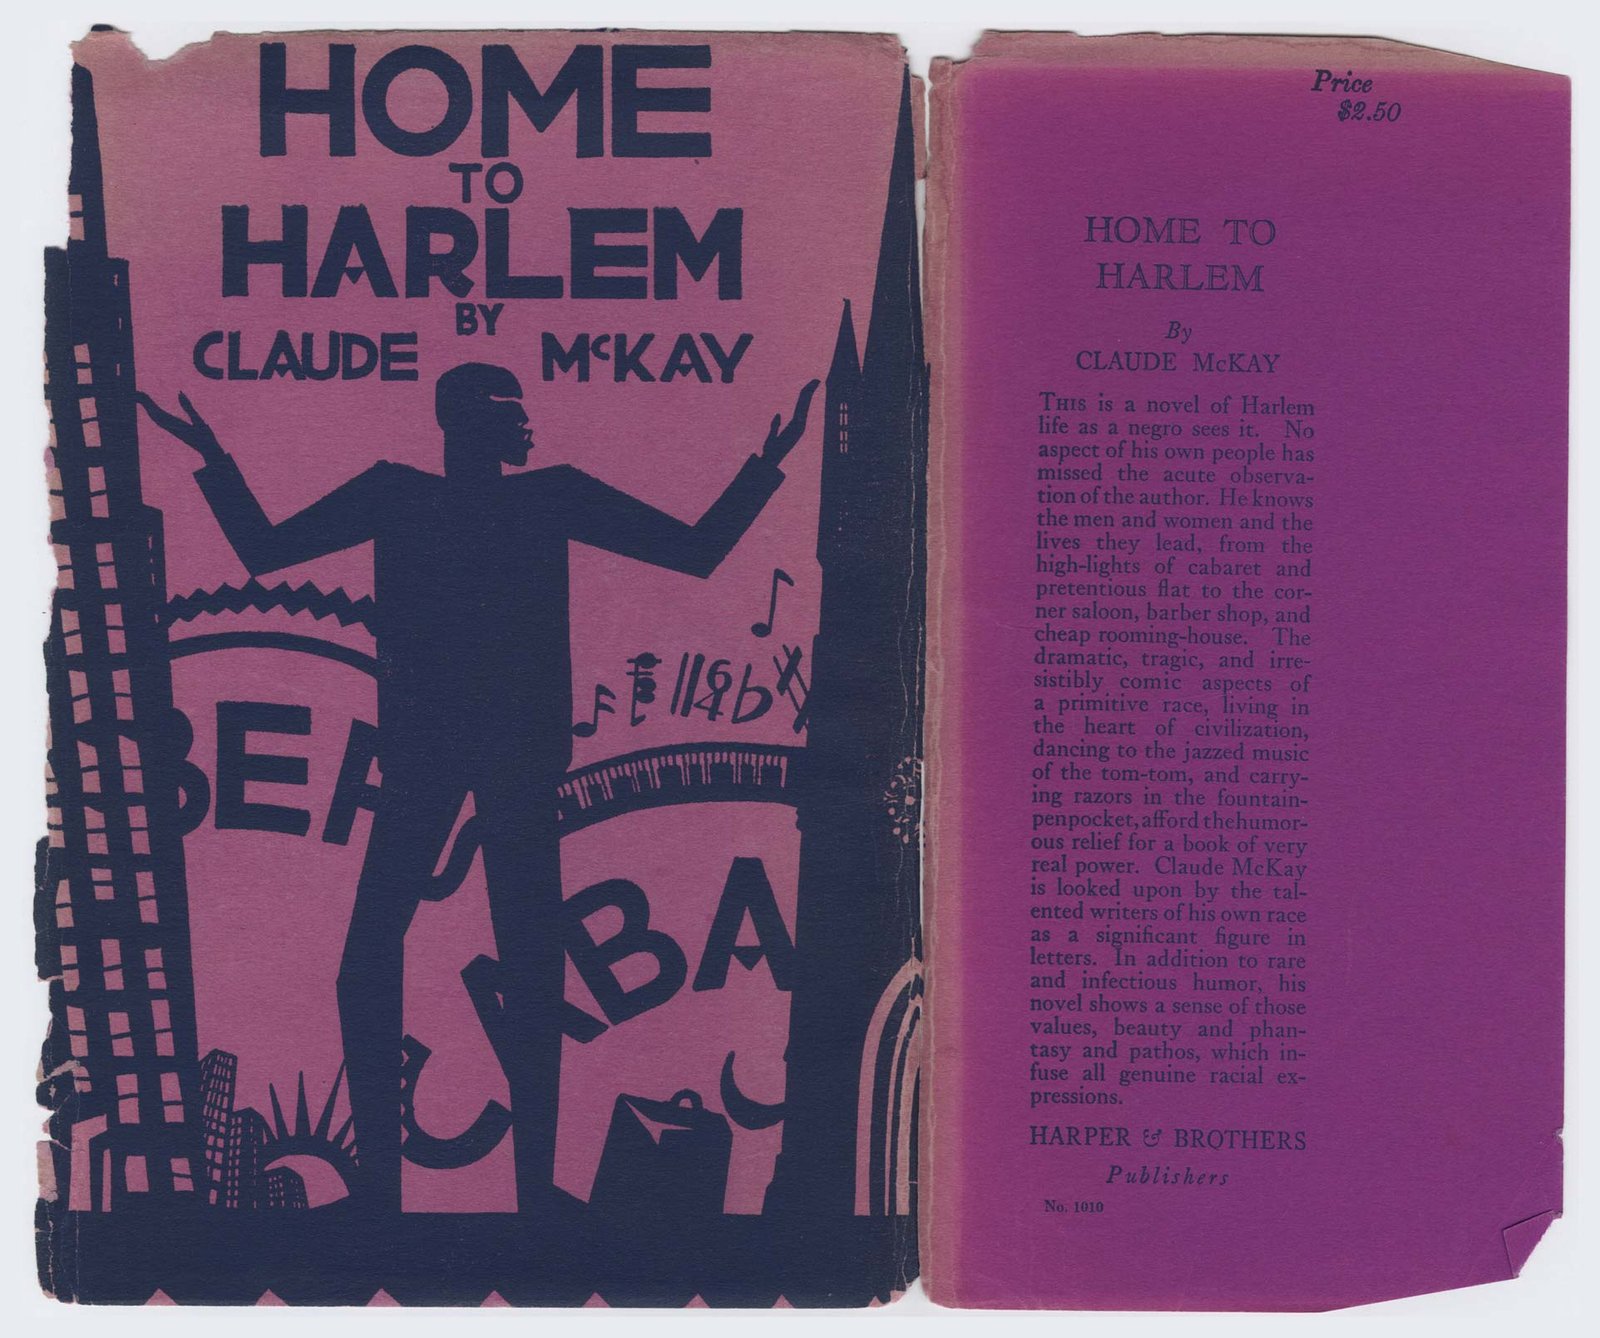 HOME
TO
HARLEM
BY
CLAUDE McKAY
BEA
CABA
Price
$2.50
HOME TO
HARLEM
By
CLAUDE McKAY
THIS is a novel of Harlem
life as a negro sees it. No
aspect of his own people has
missed the acute observa-
tion of the author. He knows
the men and women and the
lives they lead, from the
high-lights of cabaret and
pretentious flat to the cor-
ner saloon, barber shop, and
cheap rooming-house. The
dramatic, tragic, and irre-
sistibly comic aspects of
a primitive race, living in
the heart of civilization,
dancing to the jazzed music
of the tom-tom, and carry-
ing razors in the fountain-
penpocket, afford the humor-
ous relief for a book of very
real power. Claude McKay
is looked upon by the tal-
ented writers of his own race
as a significant figure in
letters. In addition to rare
and infectious humor, his
novel shows a sense of those
values, beauty and phan-
tasy and pathos, which in-
fuse all genuine racial ex-
pressions.
HARPER & BROTHERS
Publishers
No. 1010